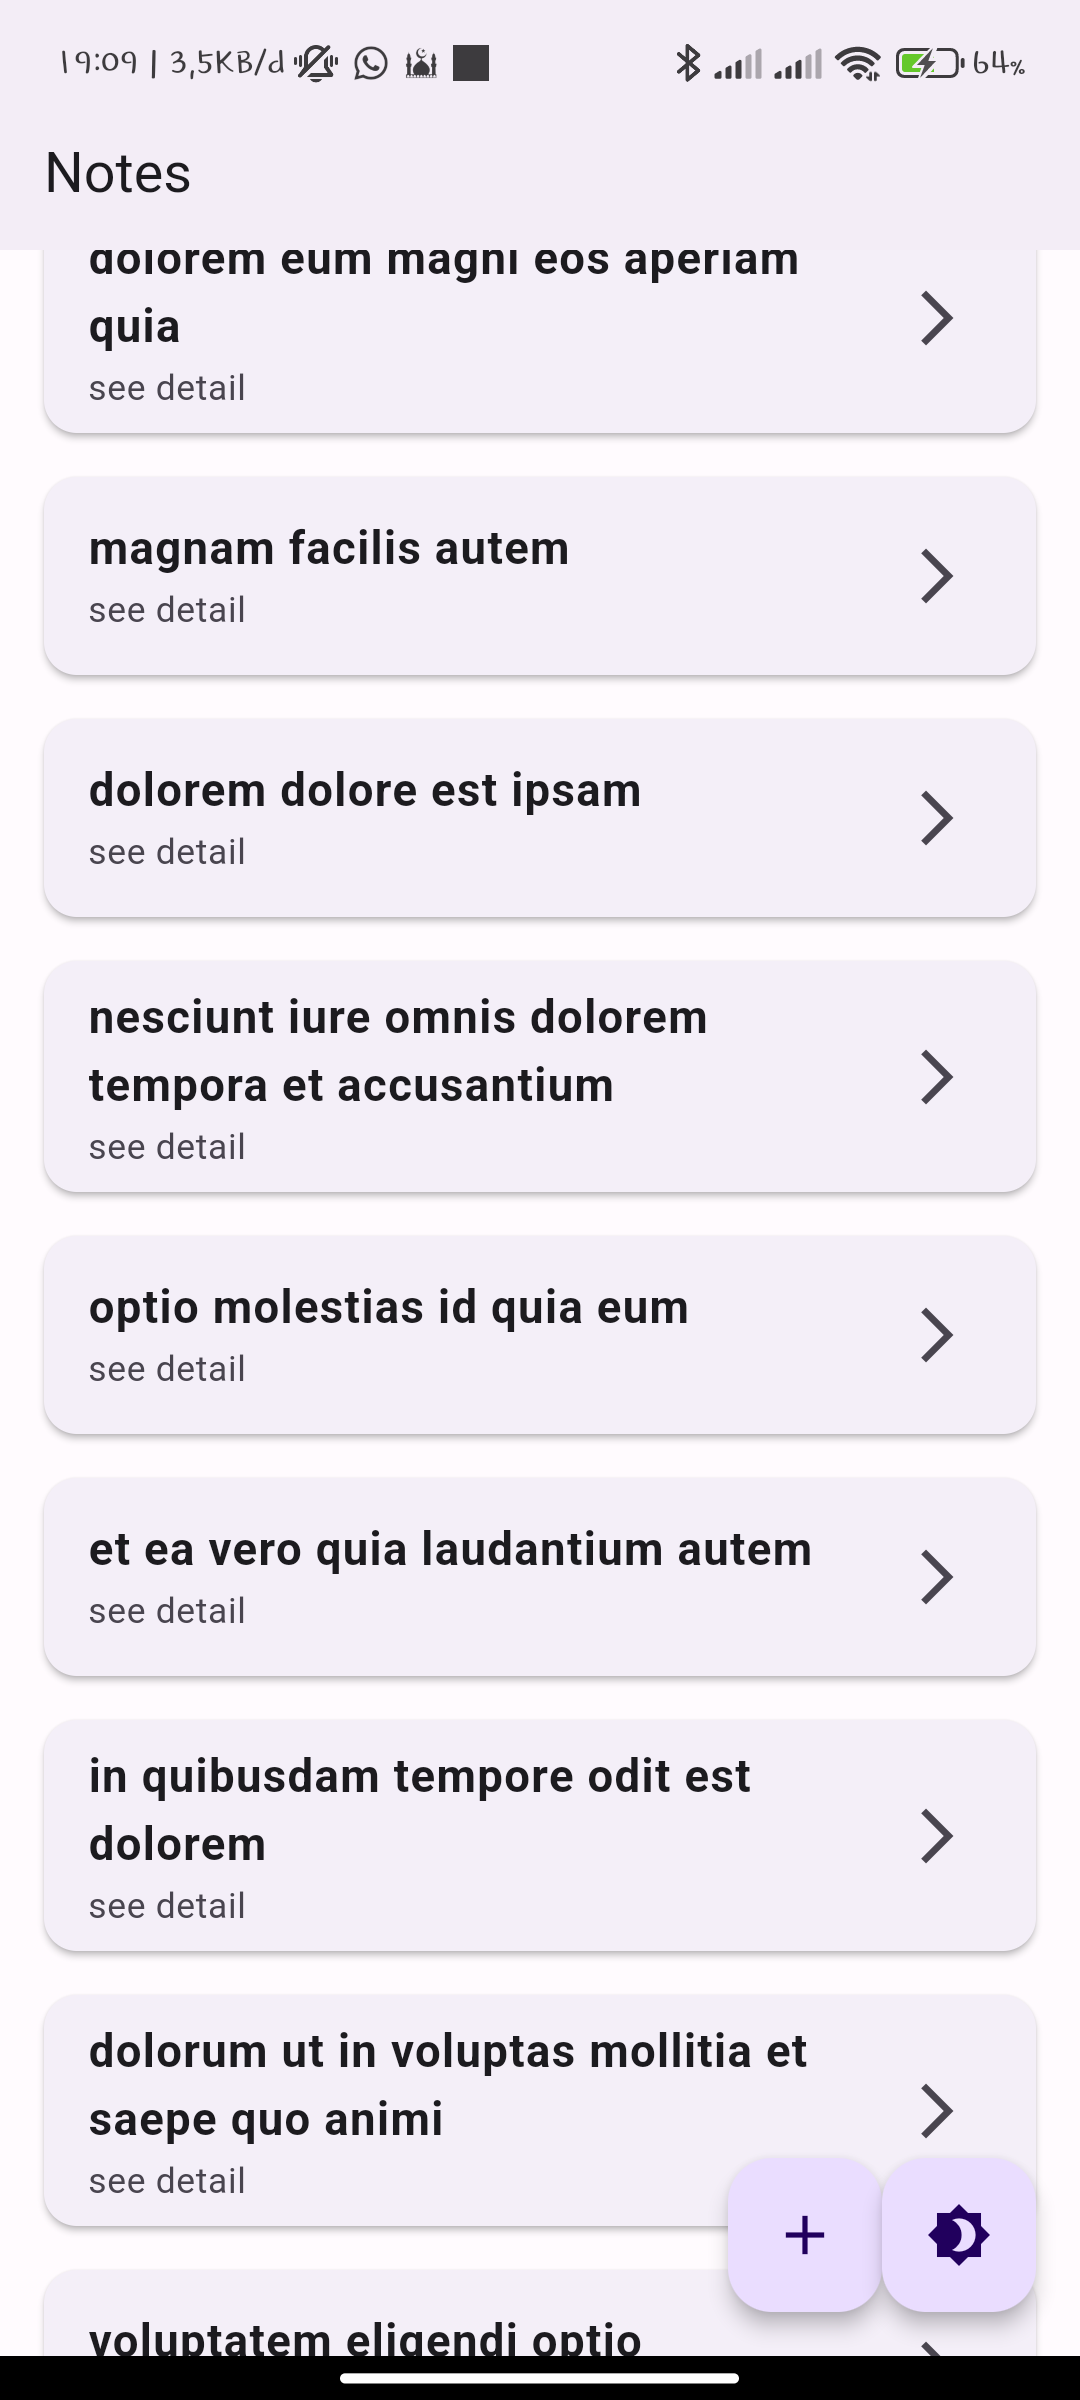 19:09 | 3,5KB/d
64%
Notes
dolorem eum magni eos aperiam
quia
see detail
magnam facilis autem
see detail
dolorem dolore est ipsam
see detail
nesciunt iure omnis dolorem
tempora et accusantium
see detail
optio molestias id quia eum
see detail
et ea vero quia laudantium autem
see detail
in quibusdam tempore odit est
dolorem
see detail
dolorum ut in voluptas mollitia et
saepe quo animi
see detail
voluptatem eligendi optio